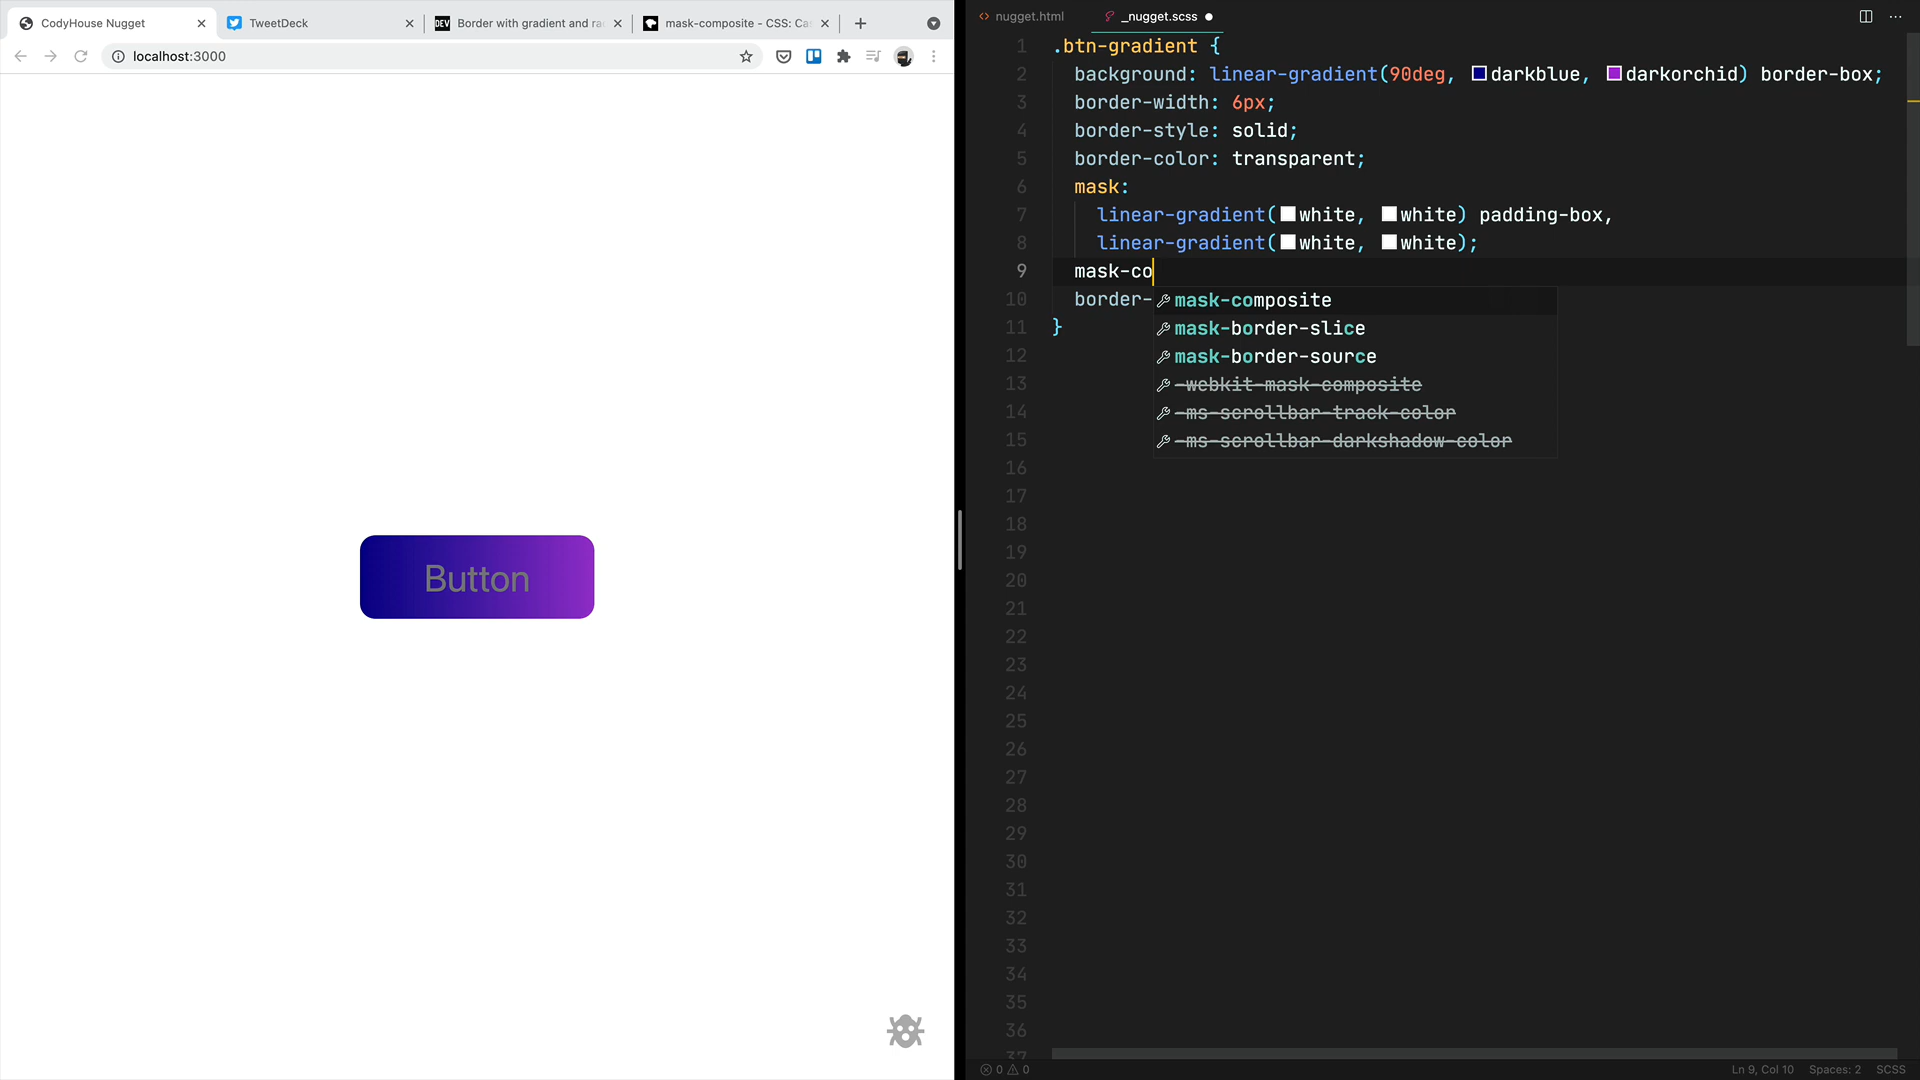 CodyHouse Nugget
TweetDeck
DEV Border with gradient and ra
mask-composite - CSS: Ca
localhost:3000
Button
nugget.html
_nugget.scss
1 .btn-gradient {
2 background: linear-gradient(90deg, darkblue, darkorchid) border-box;
3 border-width: 6px;
4 border-style: solid;
5 border-color: transparent;
6 mask:
7 linear-gradient(white, white) padding-box,
8 linear-gradient(white, white);
9 mask-co
10 border-
11 }
12
13
14
15
16
17
18
19
20
21
22
23
24
25
26
27
28
29
30
31
32
33
34
35
36
37
mask-composite
mask-border-slice
mask-border-source
-webkit-mask-composite
-ms-scrollbar-track-color
-ms-scrollbar-darkshadow-color
0 0
Ln 9, Col 10 Spaces: 2 SCSS